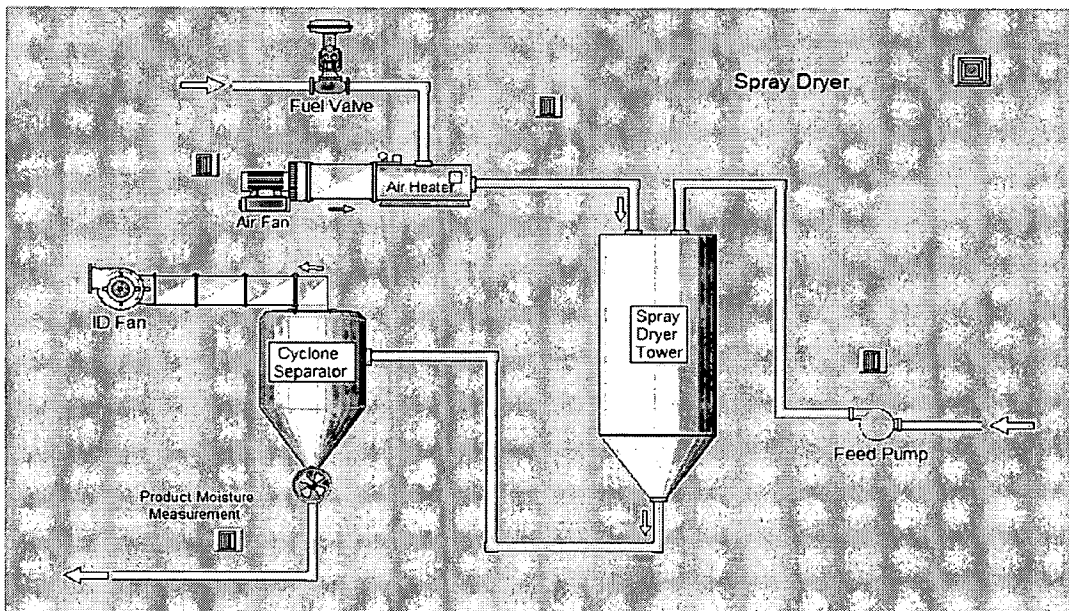 Spray Dryer
Fuel Valve
Air Heater
Air Fan
ID Fan
Cyclone
Separator
Spray
Dryer
Tower
Feed Pump
Product Moisture
Measurement